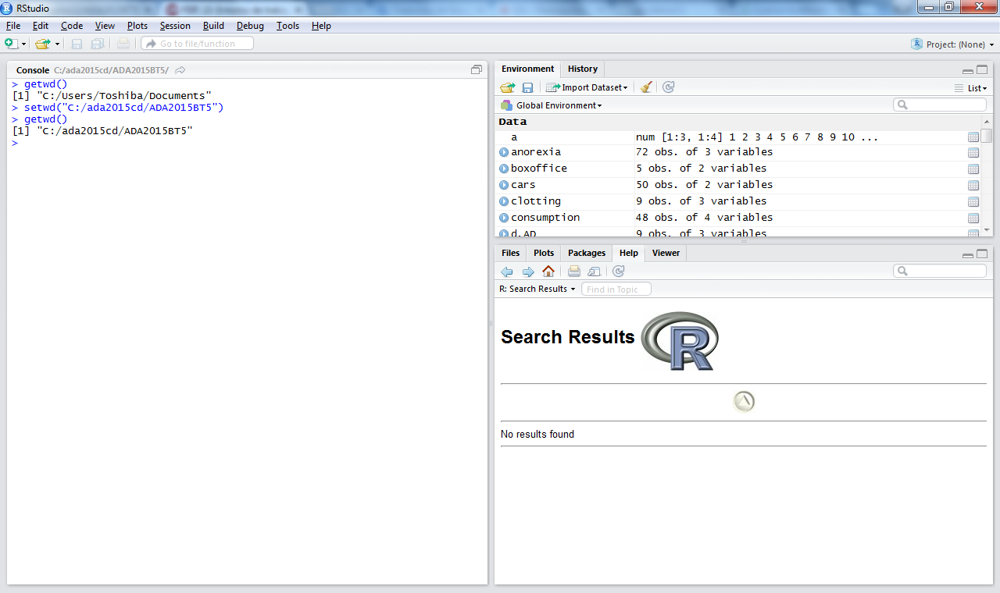 RStudio
File Edit Code View Plots Session Build Debug Tools Help
Go to file/function
Project: (None)
Console C:/ada2015cd/ADA2015BT5/
> getwd()
[1] "C:/Users/Toshiba/Documents"
> setwd("C:/ada2015cd/ADA2015BT5")
> getwd()
[1] "C:/ada2015cd/ADA2015BT5"
>
Environment History
Import Dataset
List
Global Environment
Data
a num [1:3, 1:4] 1 2 3 4 5 6 7 8 9 10 ...
anorexia 72 obs. of 3 variables
boxoffice 5 obs. of 2 variables
cars 50 obs. of 2 variables
clotting 9 obs. of 3 variables
consumption 48 obs. of 4 variables
d.AD 9 obs. of 3 variables
Files Plots Packages Help Viewer
R: Search Results Find in Topic
Search Results R
No results found